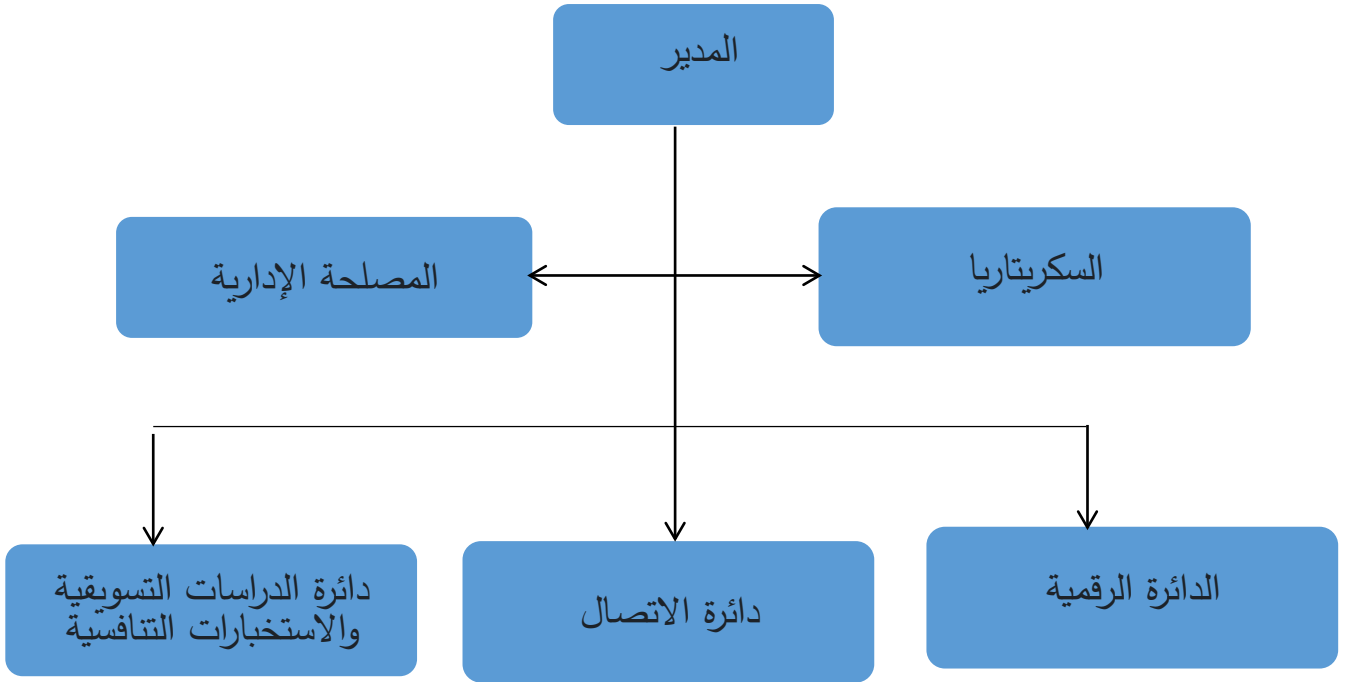 المدير
السكريتاريا
المصلحة الإدارية
الدائرة الرقمية
دائرة الاتصال
دائرة الدراسات التسويقية
والاستخبارات التنافسية